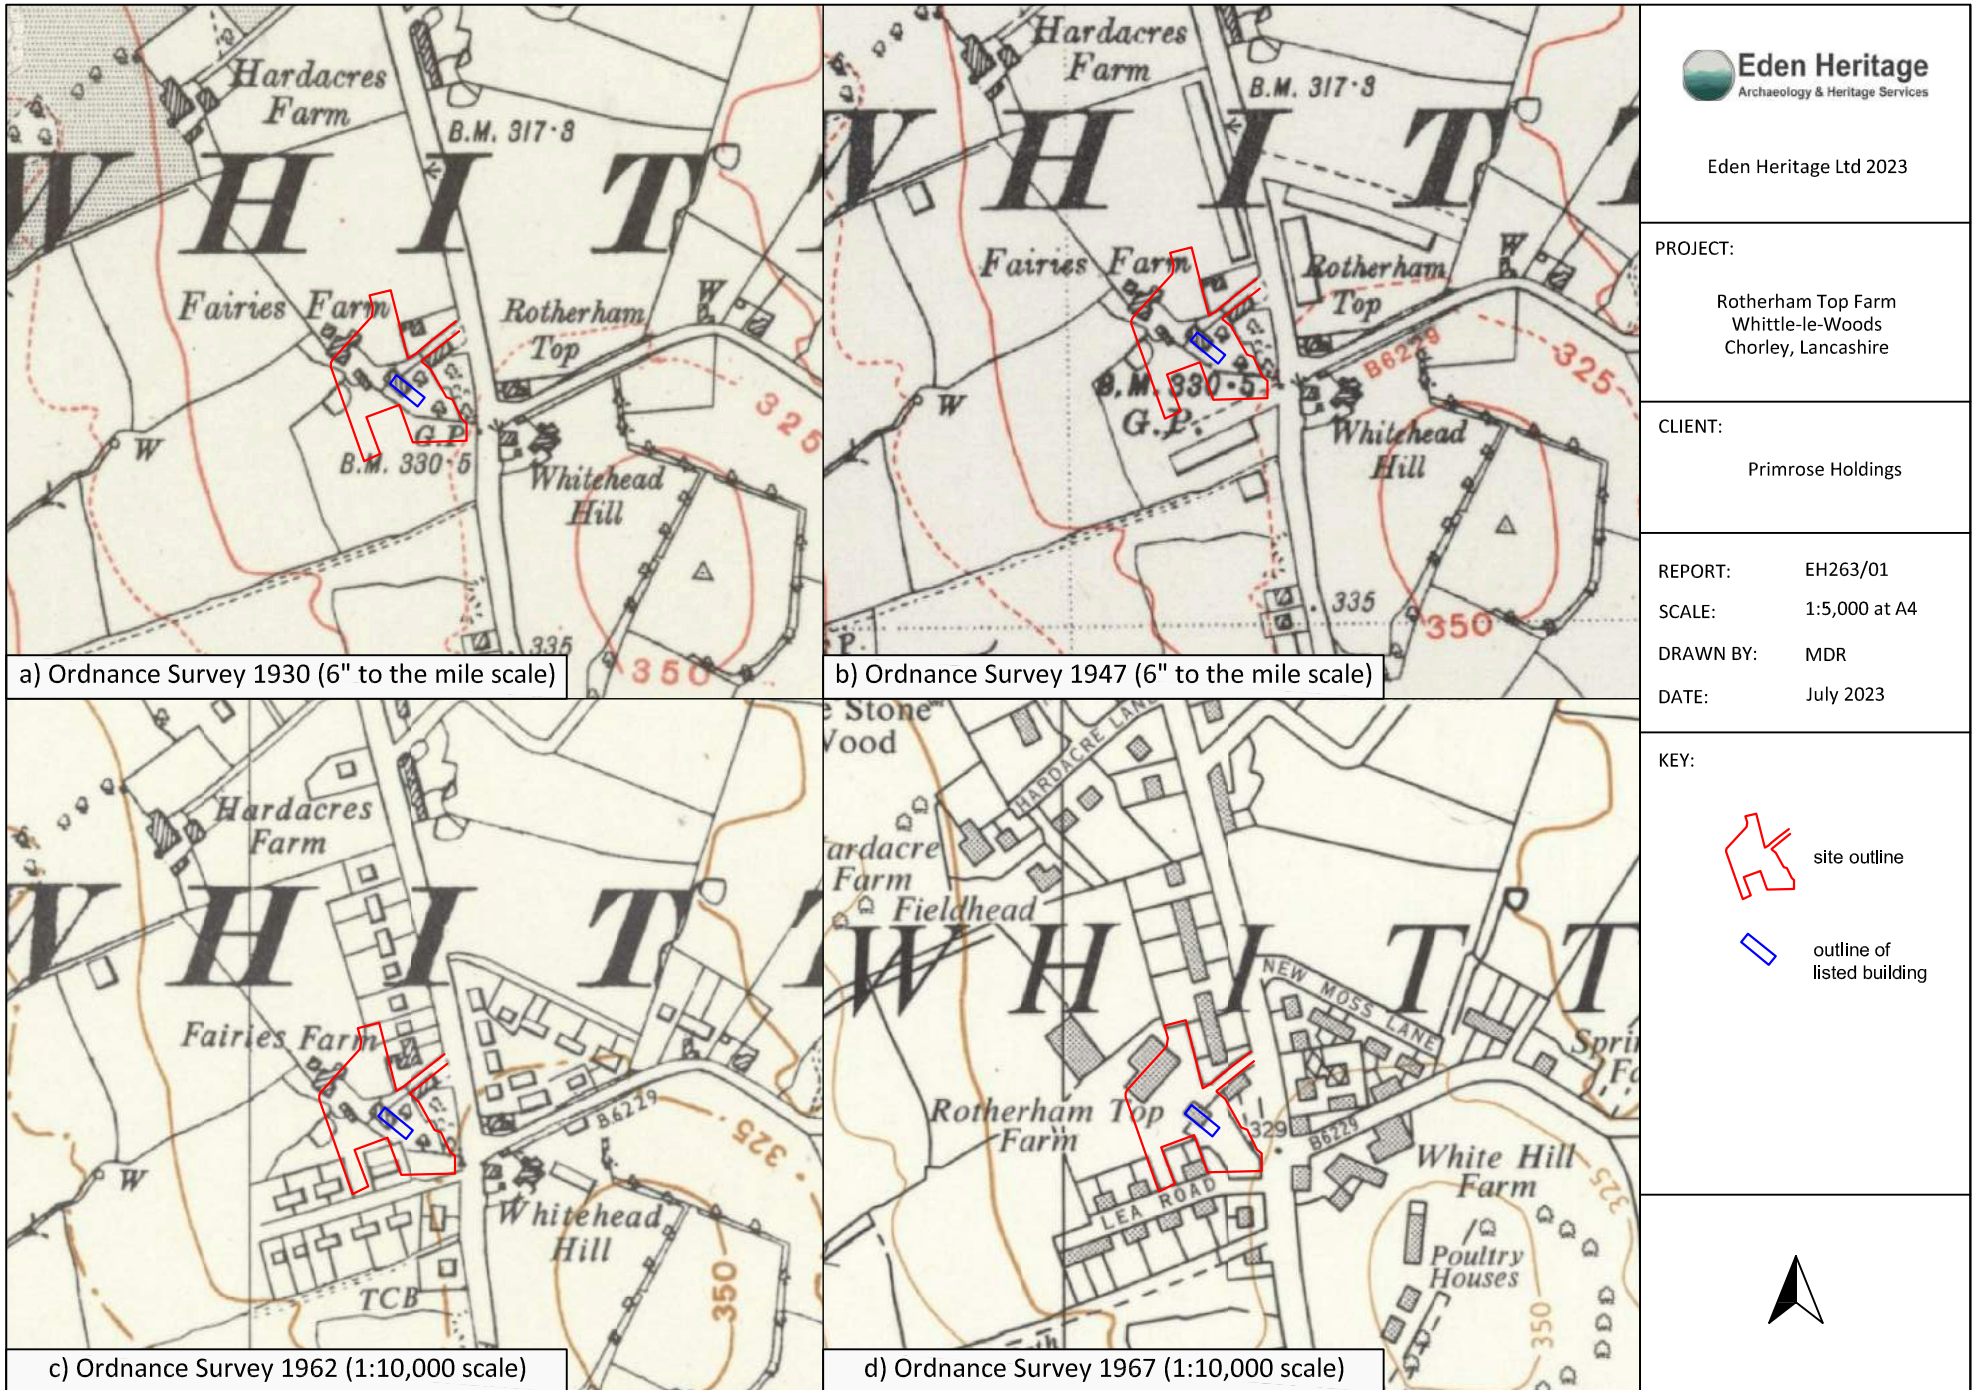 Hardacres
Farm
B.M. 317·8
W H I T
Fairies Farm
Rotherham
Top
W
325
W
G.P.
B.M. 330·5
Whitehead
Hill
335
350
a) Ordnance Survey 1930 (6" to the mile scale)
Hardacres
Farm
B.M. 317·8
W H I T T
Fairies Farm
Rotherham
Top
W
B6229
325
W
B.M. 330·5
G.P.
Whitehead
Hill
335
350
P.
b) Ordnance Survey 1947 (6" to the mile scale)
Hardacres
Farm
W H I T T
Fairies Farm
B6229
325
W
Whitehead
Hill
350
TCB
c) Ordnance Survey 1962 (1:10,000 scale)
e Stone
Wood
HARDACRE LANE
ardacre
Farm
Fieldhead
W H I T T
NEW MOSS LANE
Rotherham Top
Farm
329
B6229
LEA ROAD
White Hill
Farm
325
Poultry
Houses
350
d) Ordnance Survey 1967 (1:10,000 scale)
Eden Heritage
Archaeology & Heritage Services
Eden Heritage Ltd 2023
PROJECT:
Rotherham Top Farm
Whittle-le-Woods
Chorley, Lancashire
CLIENT:
Primrose Holdings
REPORT: EH263/01
SCALE: 1:5,000 at A4
DRAWN BY: MDR
DATE: July 2023
KEY:
site outline
outline of
listed building